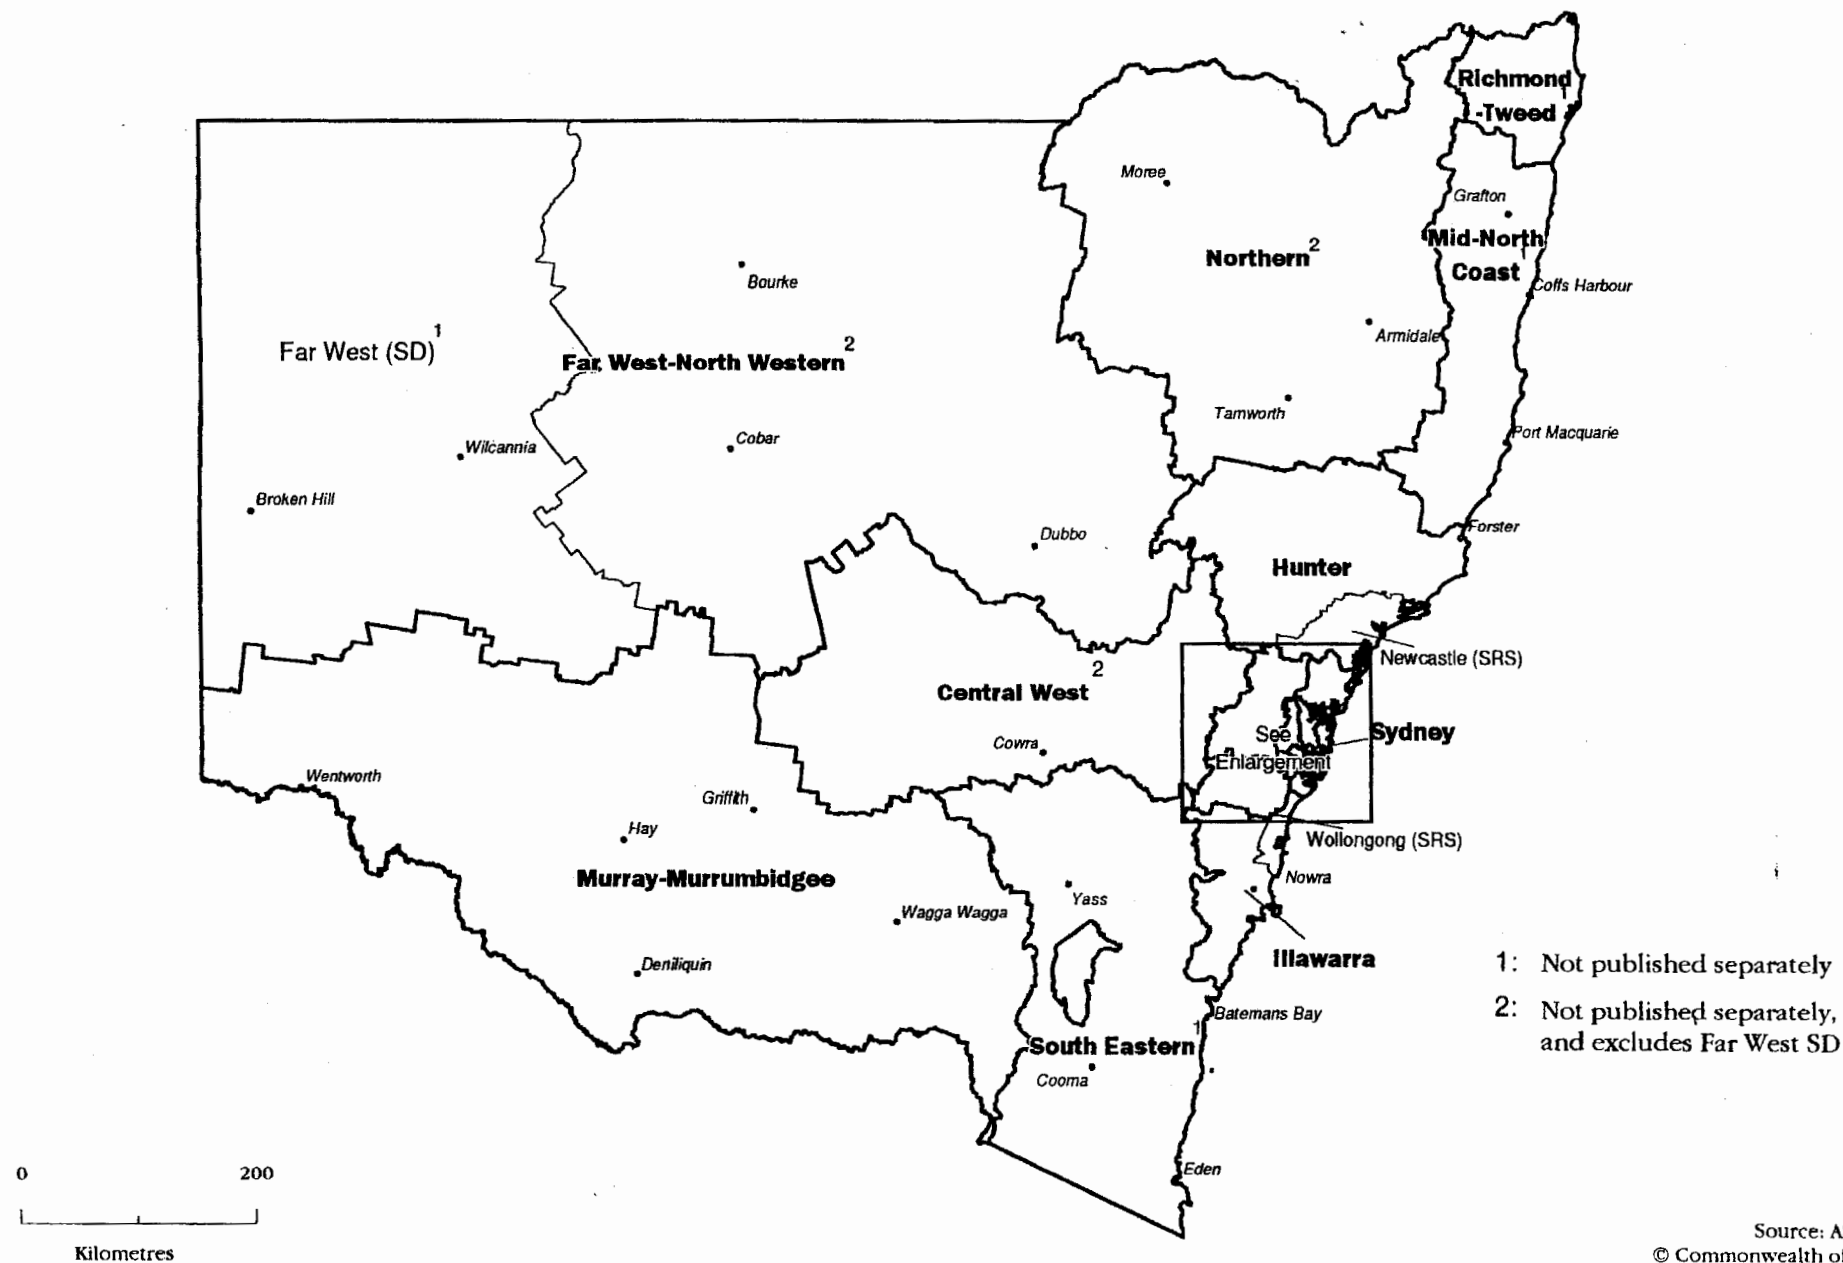 Richmond 1
-Tweed
Moree
Grafton
Northern 2
Mid-North 1
Coast
Bourke
Coffs Harbour
Far West (SD) 1
Far West-North Western 2
Armidale
Tamworth
Cobar
Port Macquarie
Wilcannia
Broken Hill
Dubbo
Forster
Hunter
Newcastle (SRS)
Central West 2
See
Enlargement
Sydney
Cowra
Wentworth
Griffith
Hay
Wollongong (SRS)
Murray-Murrumbidgee
Nowra
Yass
Wagga Wagga
Illawarra
Deniliquin
1: Not published separately
2: Not published separately,
and excludes Far West SD
Batemans Bay
South Eastern 1
Cooma
Eden
0 200
Kilometres
Source: A
© Commonwealth of